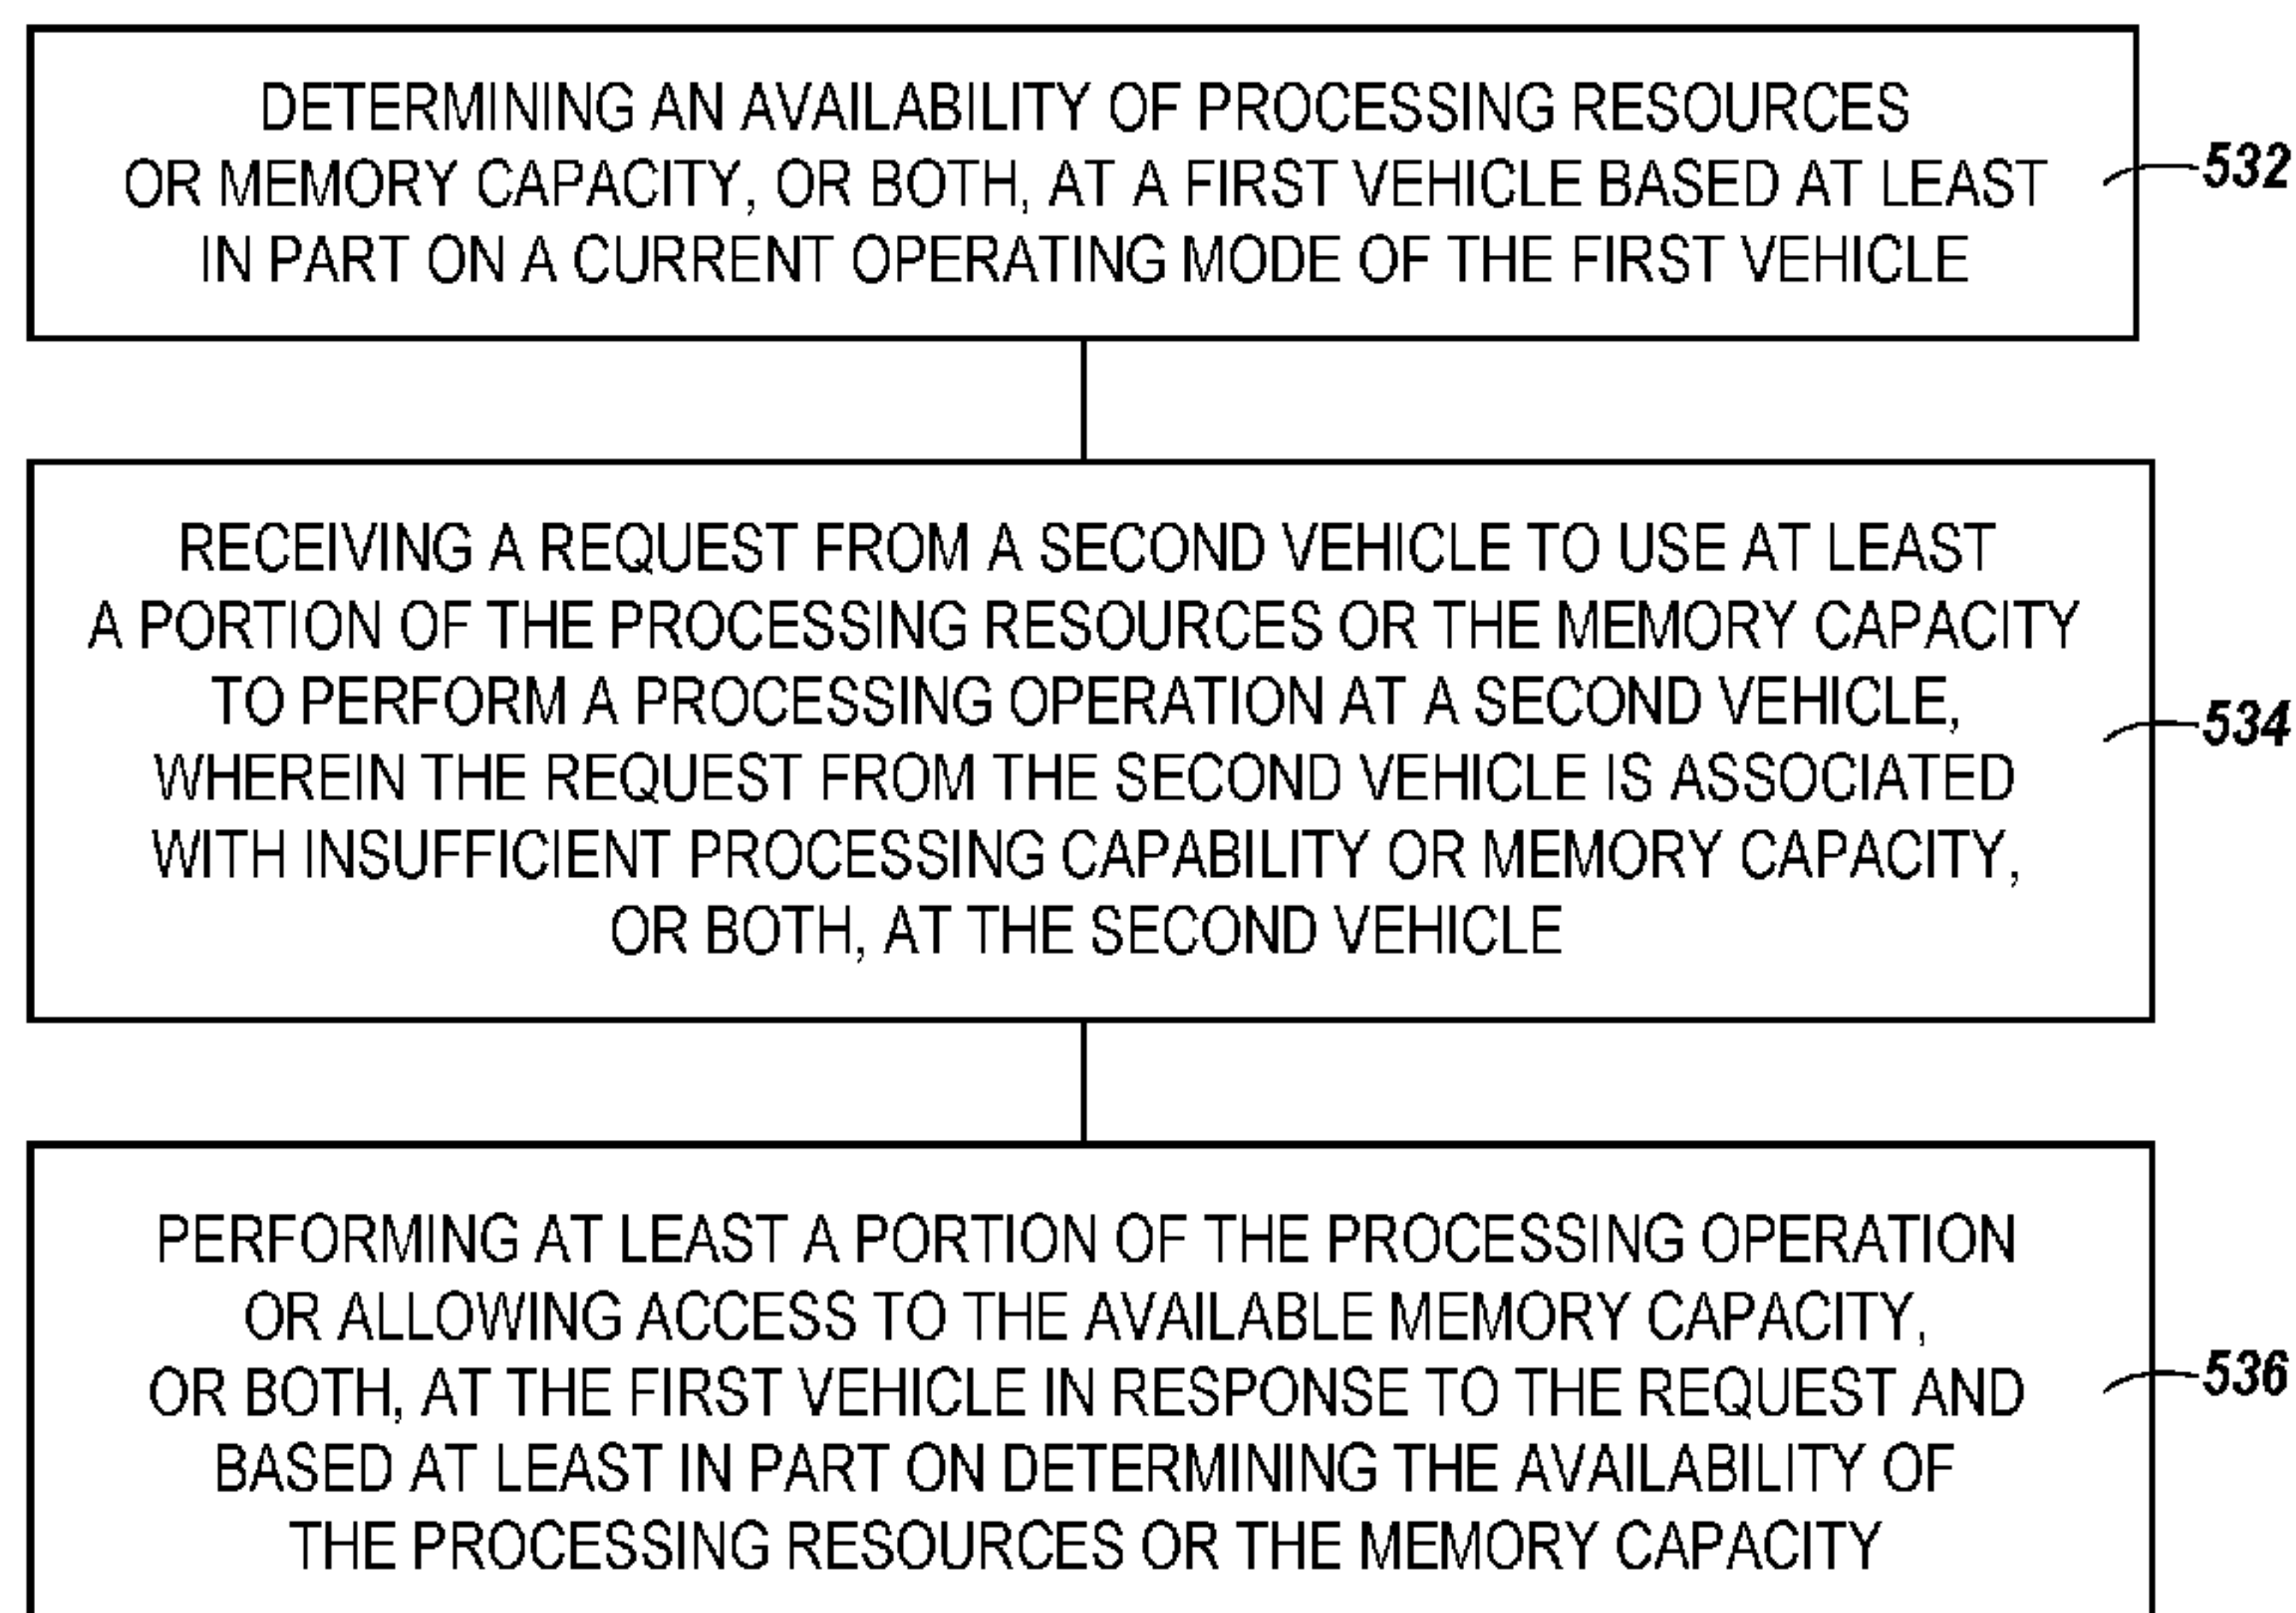 DETERMINING AN AVAILABILITY OF PROCESSING RESOURCES
OR MEMORY CAPACITY, OR BOTH, AT A FIRST VEHICLE BASED AT LEAST
IN PART ON A CURRENT OPERATING MODE OF THE FIRST VEHICLE
532
RECEIVING A REQUEST FROM A SECOND VEHICLE TO USE AT LEAST
A PORTION OF THE PROCESSING RESOURCES OR THE MEMORY CAPACITY
TO PERFORM A PROCESSING OPERATION AT A SECOND VEHICLE,
WHEREIN THE REQUEST FROM THE SECOND VEHICLE IS ASSOCIATED
WITH INSUFFICIENT PROCESSING CAPABILITY OR MEMORY CAPACITY,
OR BOTH, AT THE SECOND VEHICLE
534
PERFORMING AT LEAST A PORTION OF THE PROCESSING OPERATION
OR ALLOWING ACCESS TO THE AVAILABLE MEMORY CAPACITY,
OR BOTH, AT THE FIRST VEHICLE IN RESPONSE TO THE REQUEST AND
BASED AT LEAST IN PART ON DETERMINING THE AVAILABILITY OF
THE PROCESSING RESOURCES OR THE MEMORY CAPACITY
536